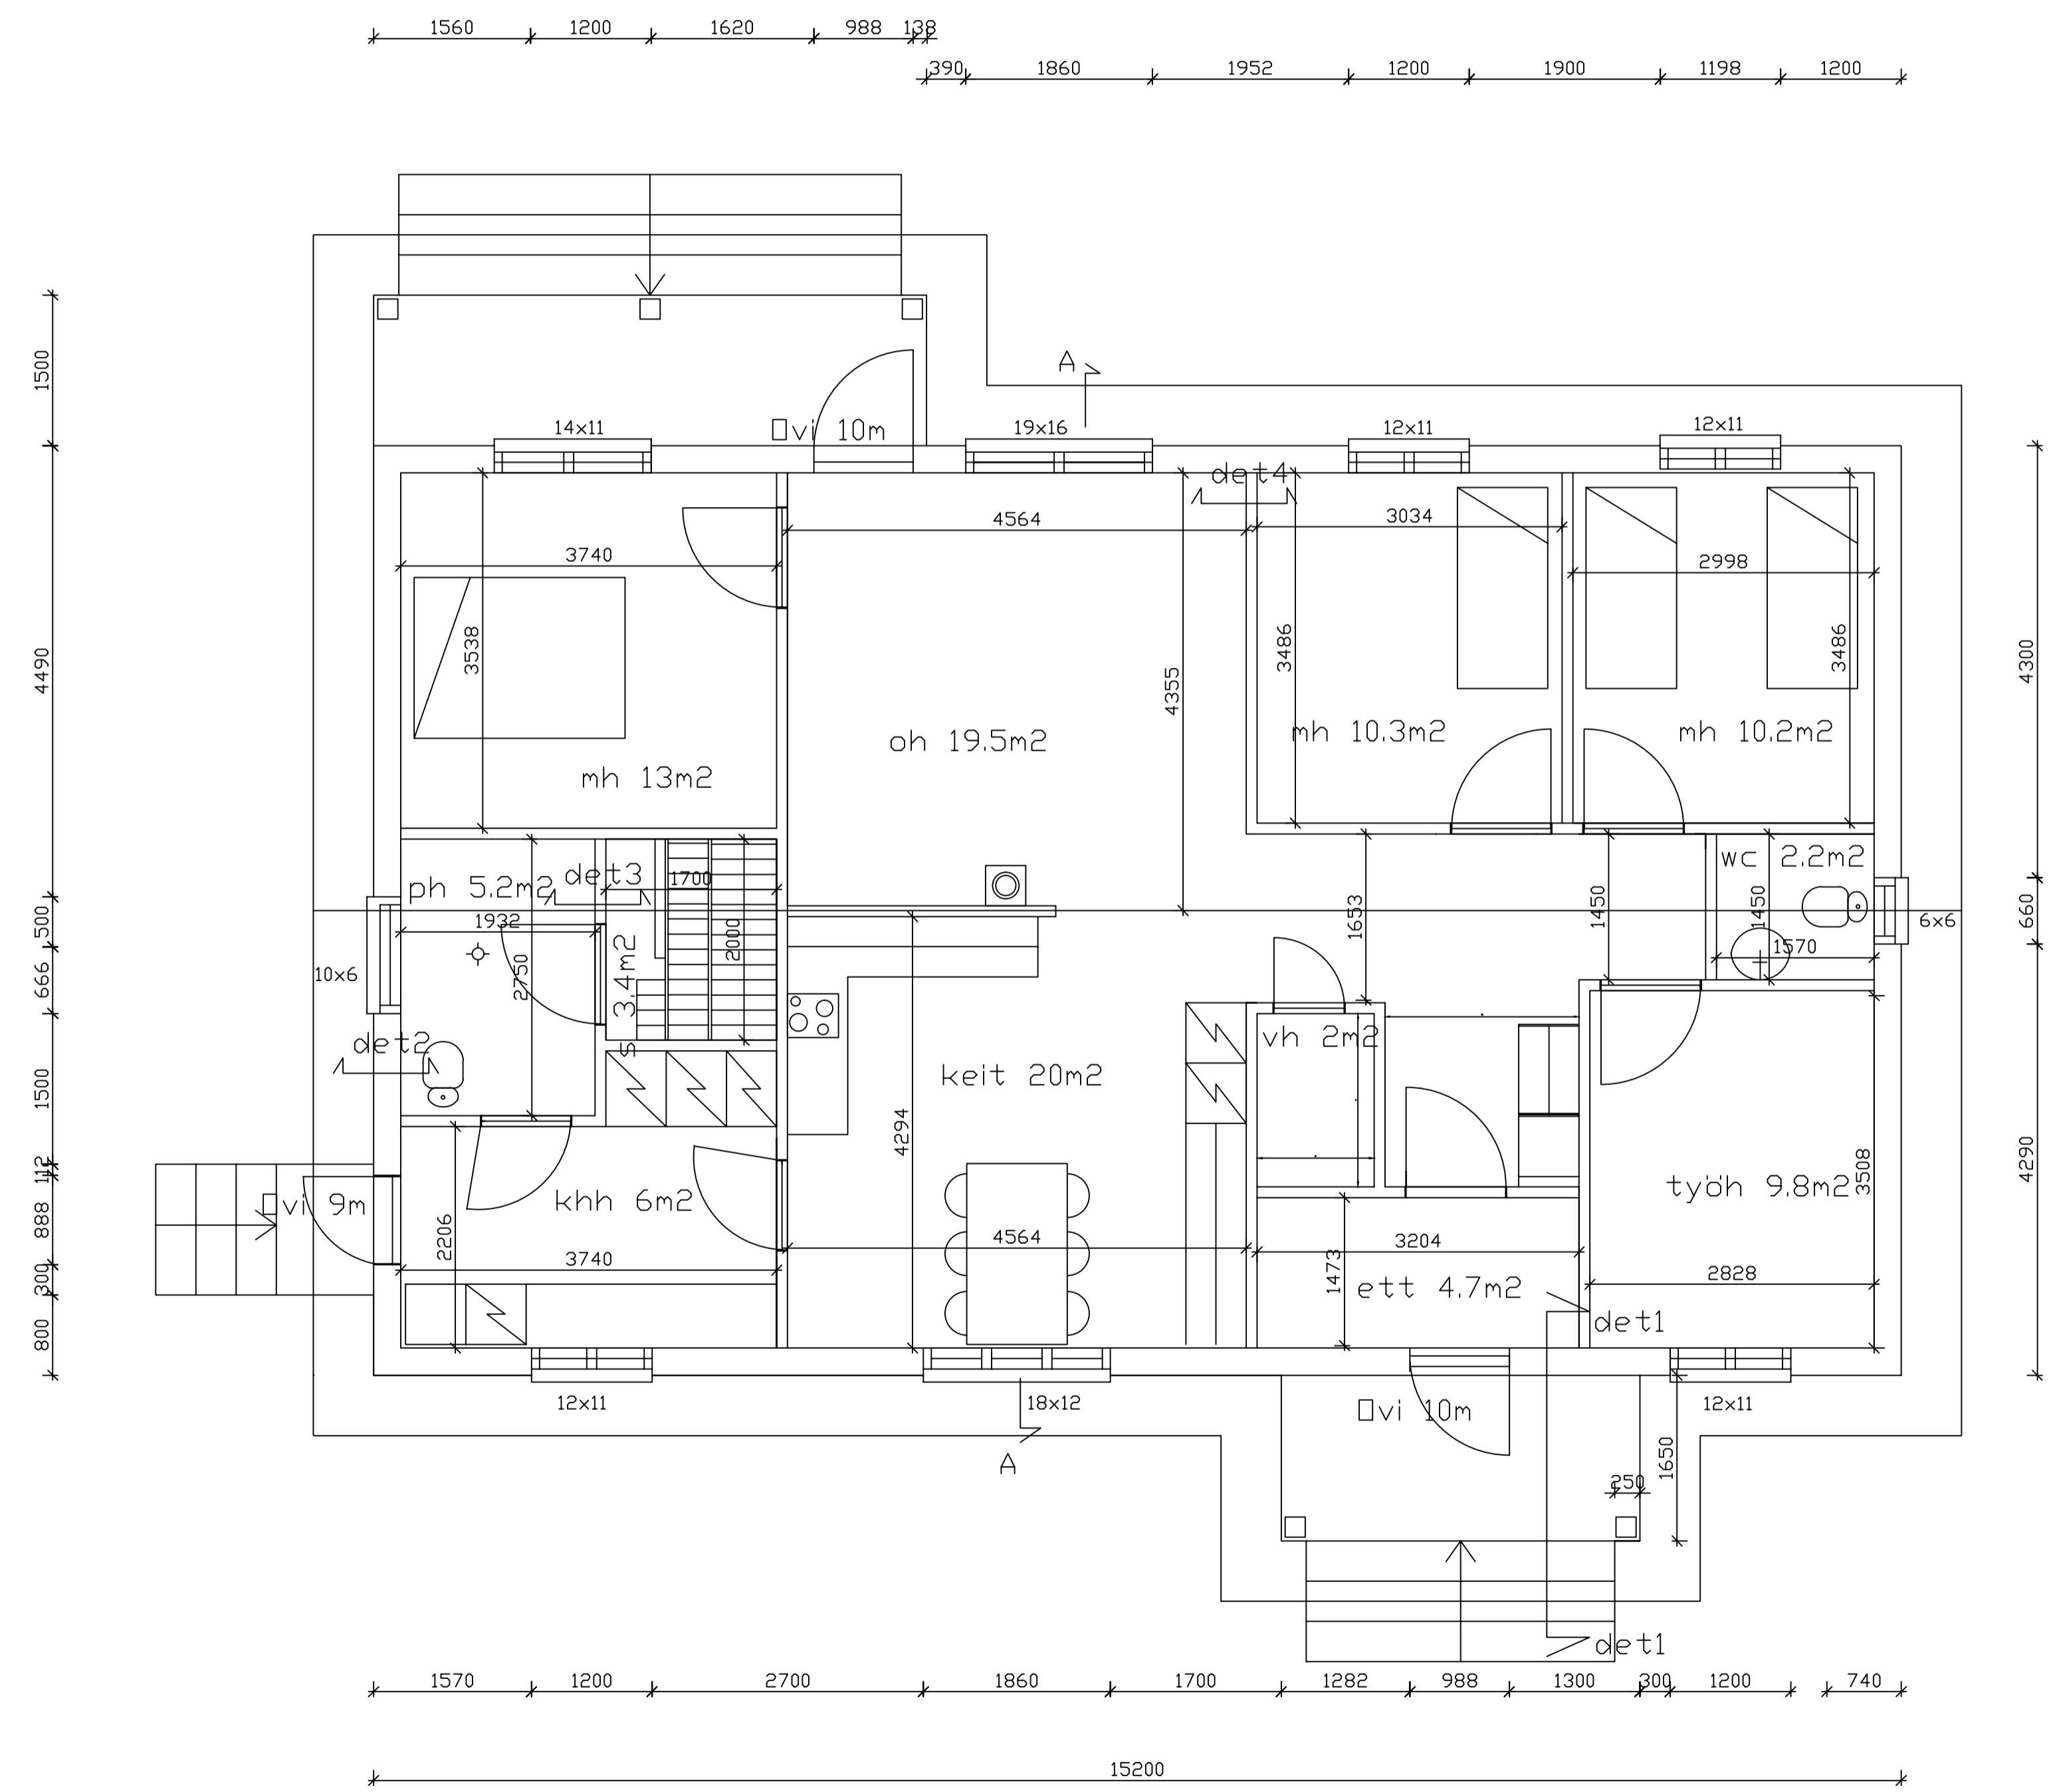 1560 1200 1620 988 138
390 1860 1952 1200 1900 1198 1200
A
14x11 Ovi 10m 19x16 12x11 12x11
det4
4564 3034
3740 2998
1500
4490
3538
4355
3486
3486
4300
oh 19.5m2
mh 10.3m2 mh 10.2m2
mh 13m2
wc 2.2m2
ph 5.2m2 det3
1700
1932
2750
2000
s 3.4m2
1653
1450
1450
1570
6x6
660
500
666
10x6
det2
vh 2m2
keit 20m2
1500
112
888
300
800
Ovi 9m
khh 6m2
2206
3740
4294
4564
3204
1473
ett 4.7m2
työh 9.8m2
3508
2828
4290
det1
12x11 18x12 Ovi 10m 12x11
A
1650
250
det1
1570 1200 2700 1860 1700 1282 988 1300 300 1200 740
15200